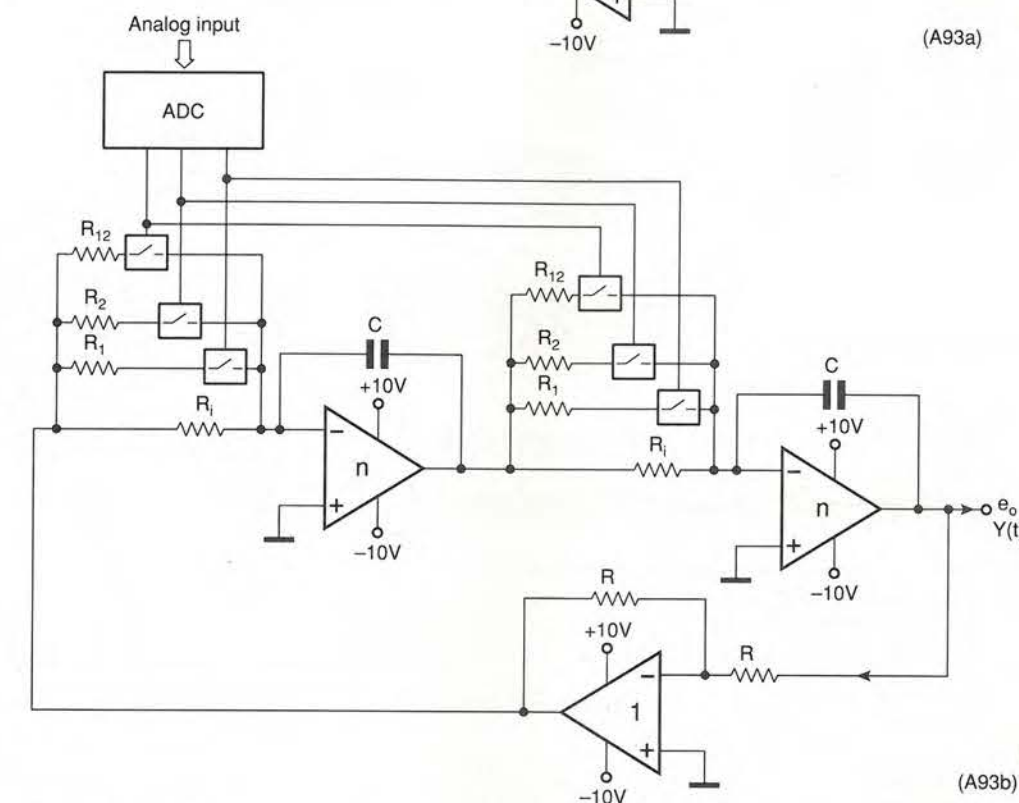 −10V
(A93a)
Analog input
ADC
R12
R2
R1
Ri
C
+10V
−
n
+
−10V
R12
R2
R1
Ri
C
+10V
−
n
+
−10V
eo
Y(t
R
+10V
R
−
1
+
−10V
(A93b)